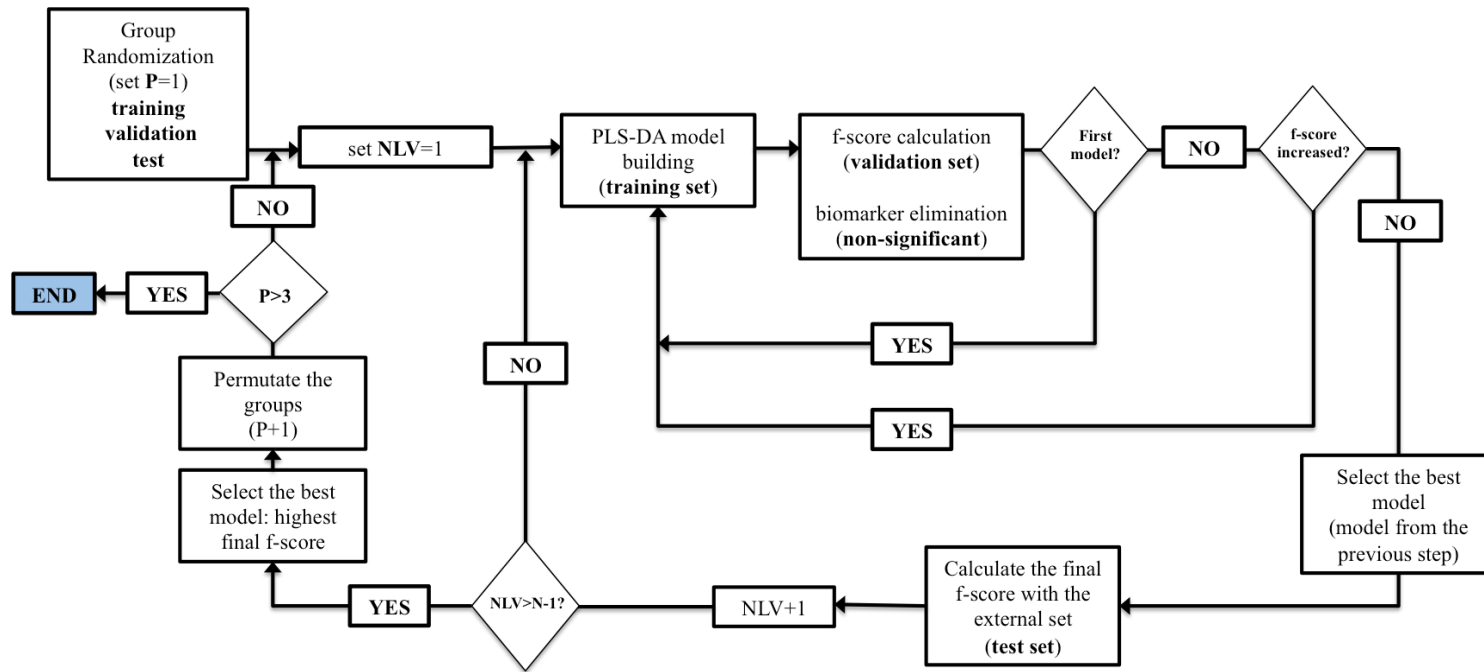 Group
Randomization
(set P=1)
training
validation
test
set NLV=1
PLS-DA model
building
(training set)
f-score calculation
(validation set)
biomarker elimination
(non-significant)
First
model?
NO
f-score
increased?
NO
YES
YES
NO
NO
P>3
YES
END
Permutate the
groups
(P+1)
Select the best
model: highest
final f-score
YES
NLV>N-1?
NLV+1
Calculate the final
f-score with the
external set
(test set)
Select the best
model
(model from the
previous step)